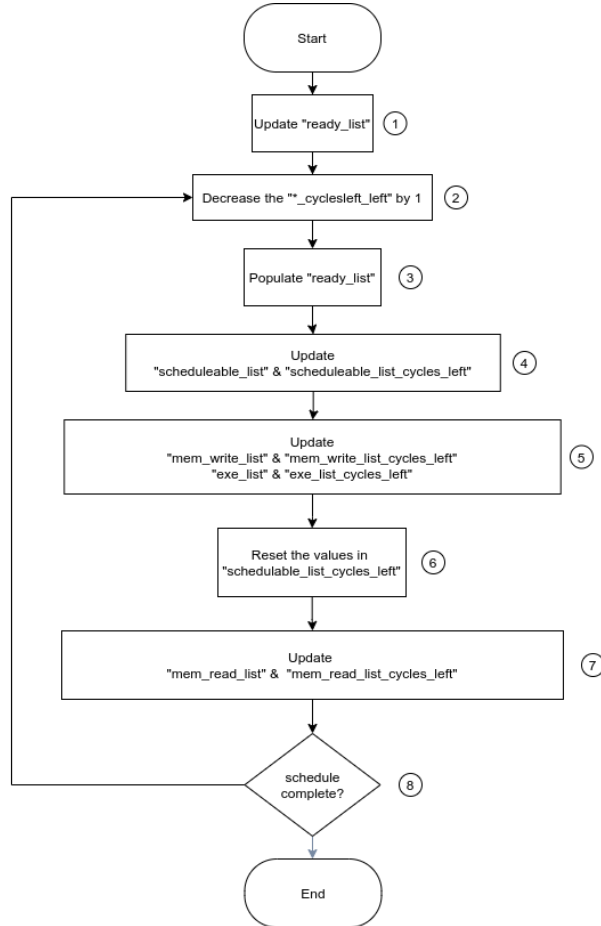 Start
Update "ready_list"
1
Decrease the "*_cyclesleft_left" by 1
2
Populate "ready_list"
3
Update
"scheduleable_list" & "scheduleable_list_cycles_left"
4
Update
"mem_write_list" & "mem_write_list_cycles_left"
"exe_list" & "exe_list_cycles_left"
5
Reset the values in
"schedulable_list_cycles_left"
6
Update
"mem_read_list" & "mem_read_list_cycles_left"
7
schedule
complete?
8
End